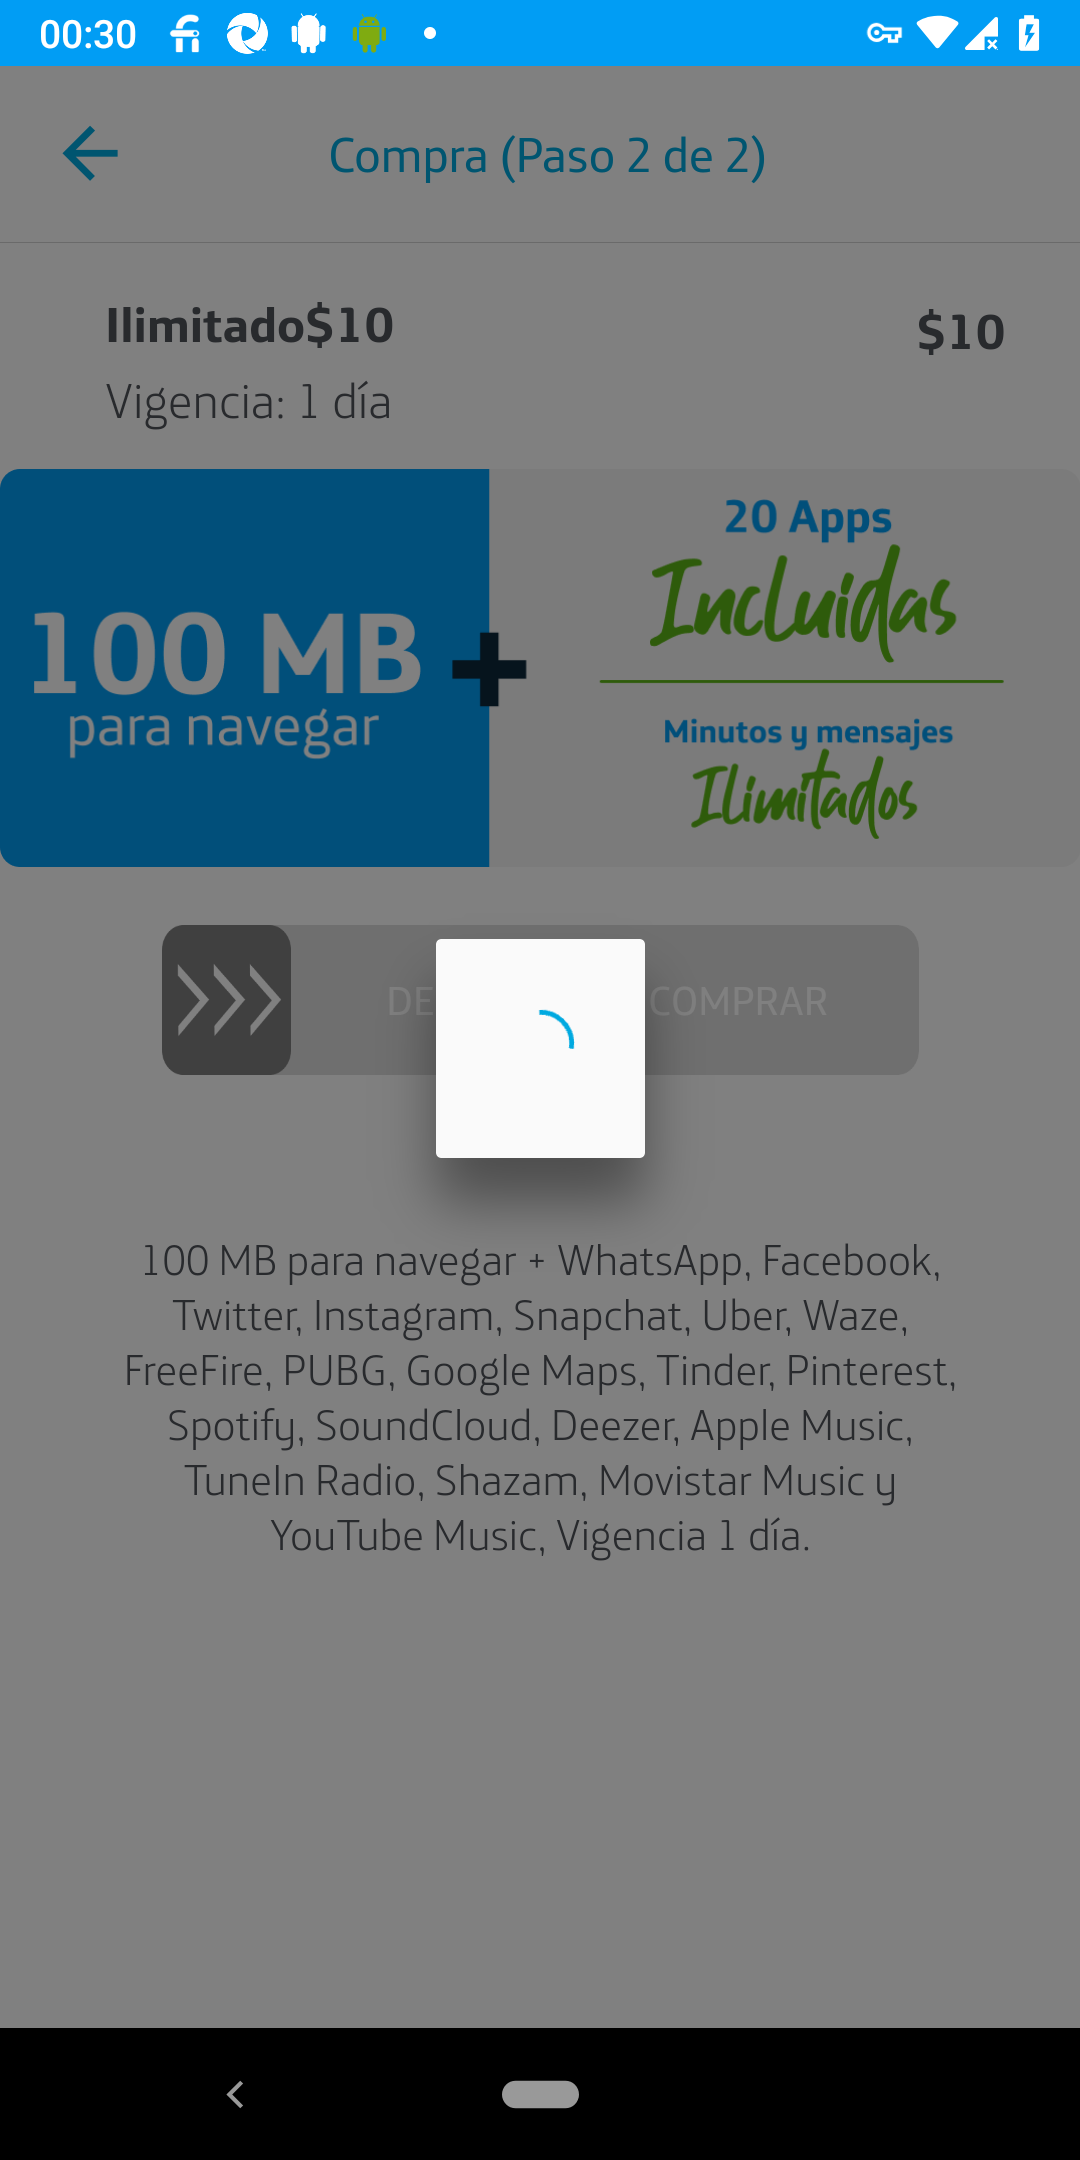 00:30
Compra (Paso 2 de 2)
Ilimitado$10
$10
Vigencia: 1 día
100 MB
para navegar
+
20 Apps
Incluidas
Minutos y mensajes
Ilimitados
COMPRAR
100 MB para navegar + WhatsApp, Facebook,
Twitter, Instagram, Snapchat, Uber, Waze,
FreeFire, PUBG, Google Maps, Tinder, Pinterest,
Spotify, SoundCloud, Deezer, Apple Music,
TuneIn Radio, Shazam, Movistar Music y
YouTube Music, Vigencia 1 día.